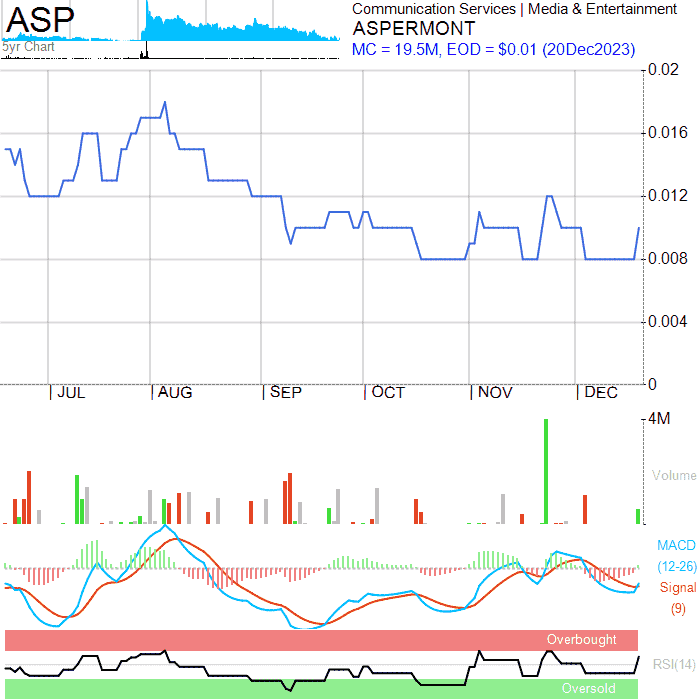 ASP
Communication Services | Media & Entertainment
ASPERMONT
MC = 19.5M, EOD = $0.01 (20Dec2023)
5yr Chart
0.02
0.016
0.012
0.008
0.004
0
JUL AUG SEP OCT NOV DEC
4M
Volume
MACD
(12-26)
Signal
(9)
Overbought
RSI(14)
Oversold